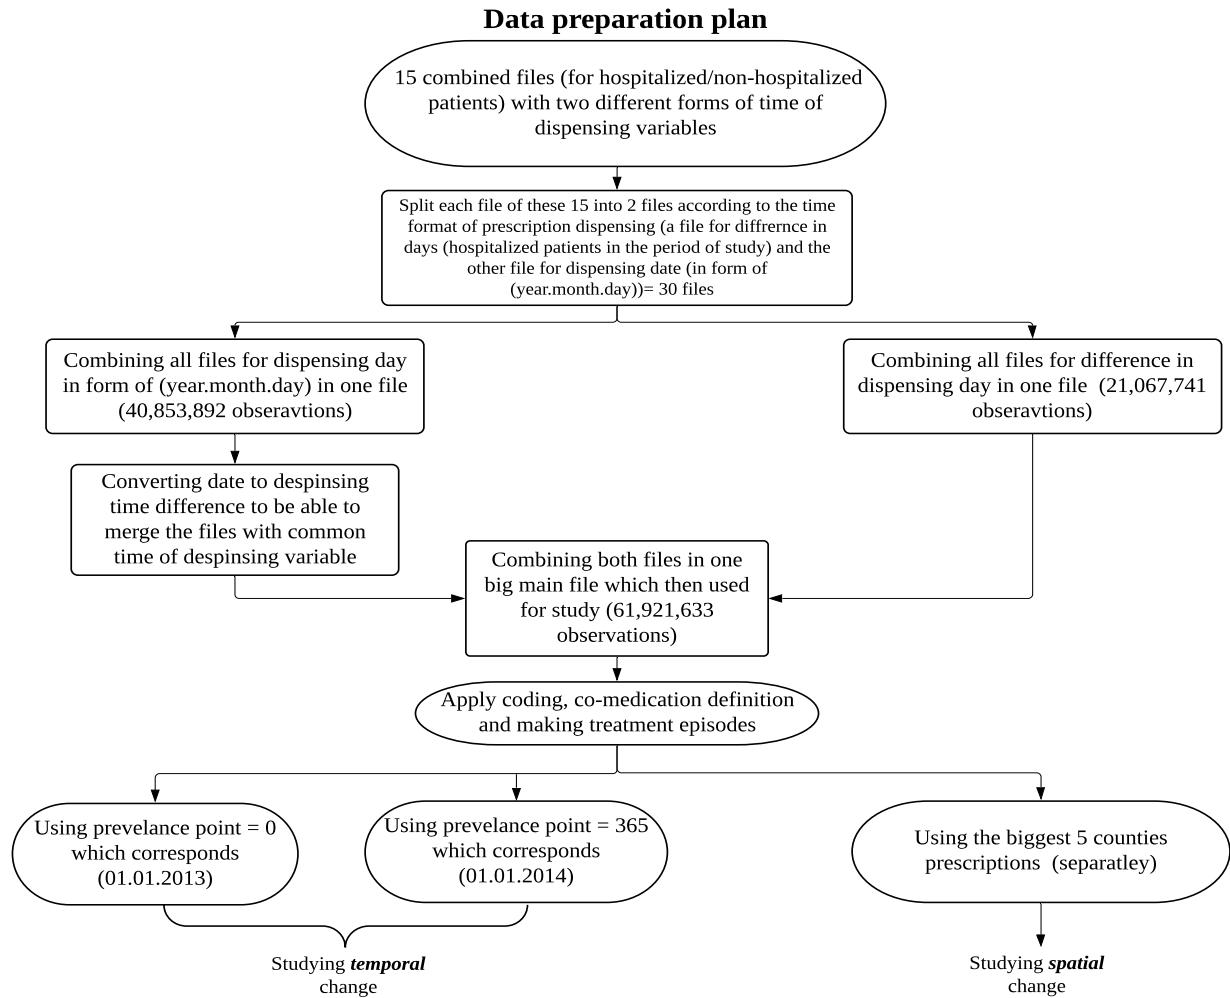 Data preparation plan
15 combined files (for hospitalized/non-hospitalized
patients) with two different forms of time of
dispensing variables
Split each file of these 15 into 2 files according to the time
format of prescription dispensing (a file for diffrernce in
days (hospitalized patients in the period of study) and the
other file for dispensing date (in form of
(year.month.day))= 30 files
Combining all files for dispensing day
in form of (year.month.day) in one file
(40,853,892 obseravtions)
Combining all files for difference in
dispensing day in one file (21,067,741
obseravtions)
Converting date to despinsing
time difference to be able to
merge the files with common
time of despinsing variable
Combining both files in one
big main file which then used
for study (61,921,633
observations)
Apply coding, co-medication definition
and making treatment episodes
Using prevelance point = 0
which corresponds
(01.01.2013)
Using prevelance point = 365
which corresponds
(01.01.2014)
Using the biggest 5 counties
prescriptions (separatley)
Studying temporal
change
Studying spatial
change